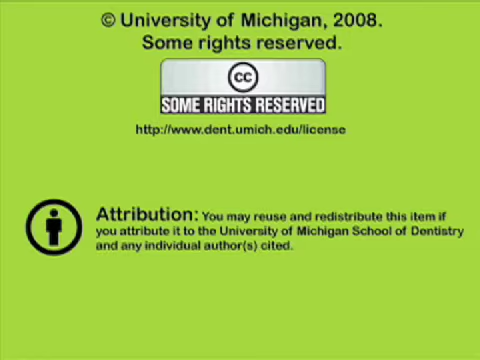 © University of Michigan, 2008.
Some rights reserved.
cc
SOME RIGHTS RESERVED
http://www.dent.umich.edu/license
Attribution: You may reuse and redistribute this item if
you attribute it to the University of Michigan School of Dentistry
and any individual author(s) cited.